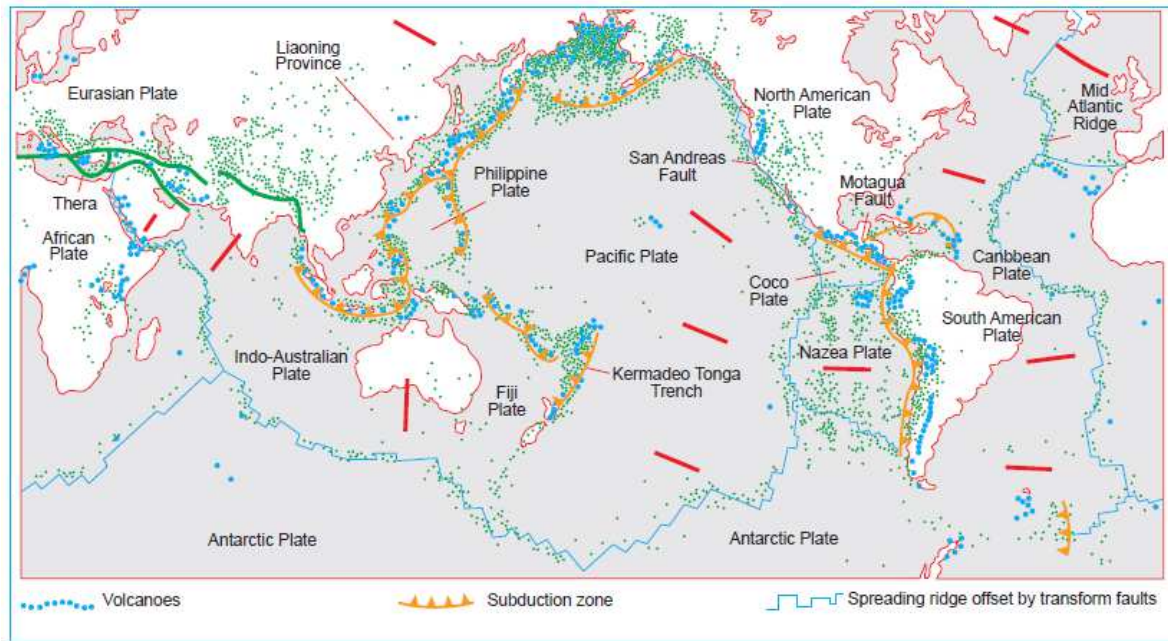 Liaoning
Province
Eurasian Plate
Thera
African
Plate
Philippine
Plate
Indo-Australian
Plate
Fiji
Plate
Kermadeo Tonga
Trench
Pacific Plate
North American
Plate
San Andreas
Fault
Motagua
Fault
Mid
Atlantic
Ridge
Coco
Plate
Canbbean
Plate
South American
Plate
Nazea Plate
Antarctic Plate
Antarctic Plate
Volcanoes
Subduction zone
Spreading ridge offset by transform faults